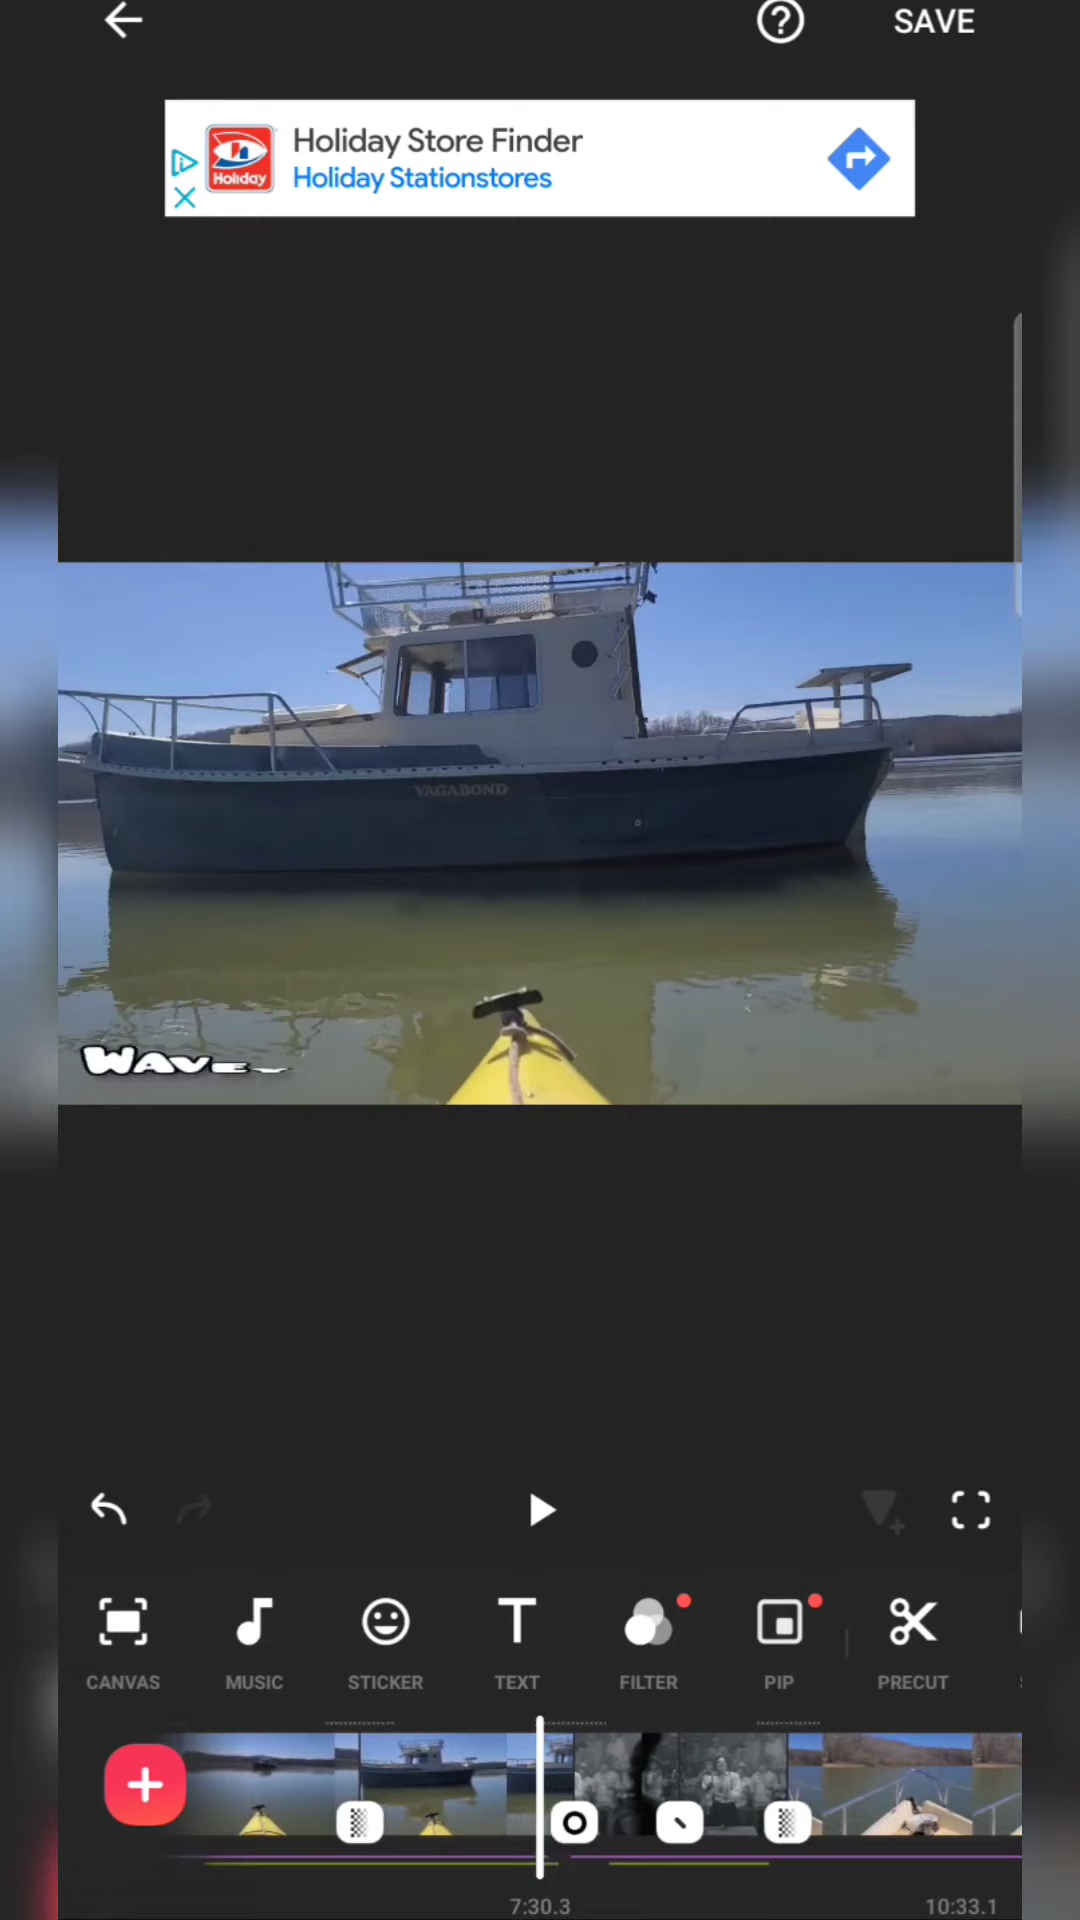 SAVE
Holiday Store Finder
Holiday
Holiday Stationstores
VAGABOND
CANVAS
MUSIC
STICKER
TEXT
FILTER
PIP
PRECUT
7:30.3
10:33.1